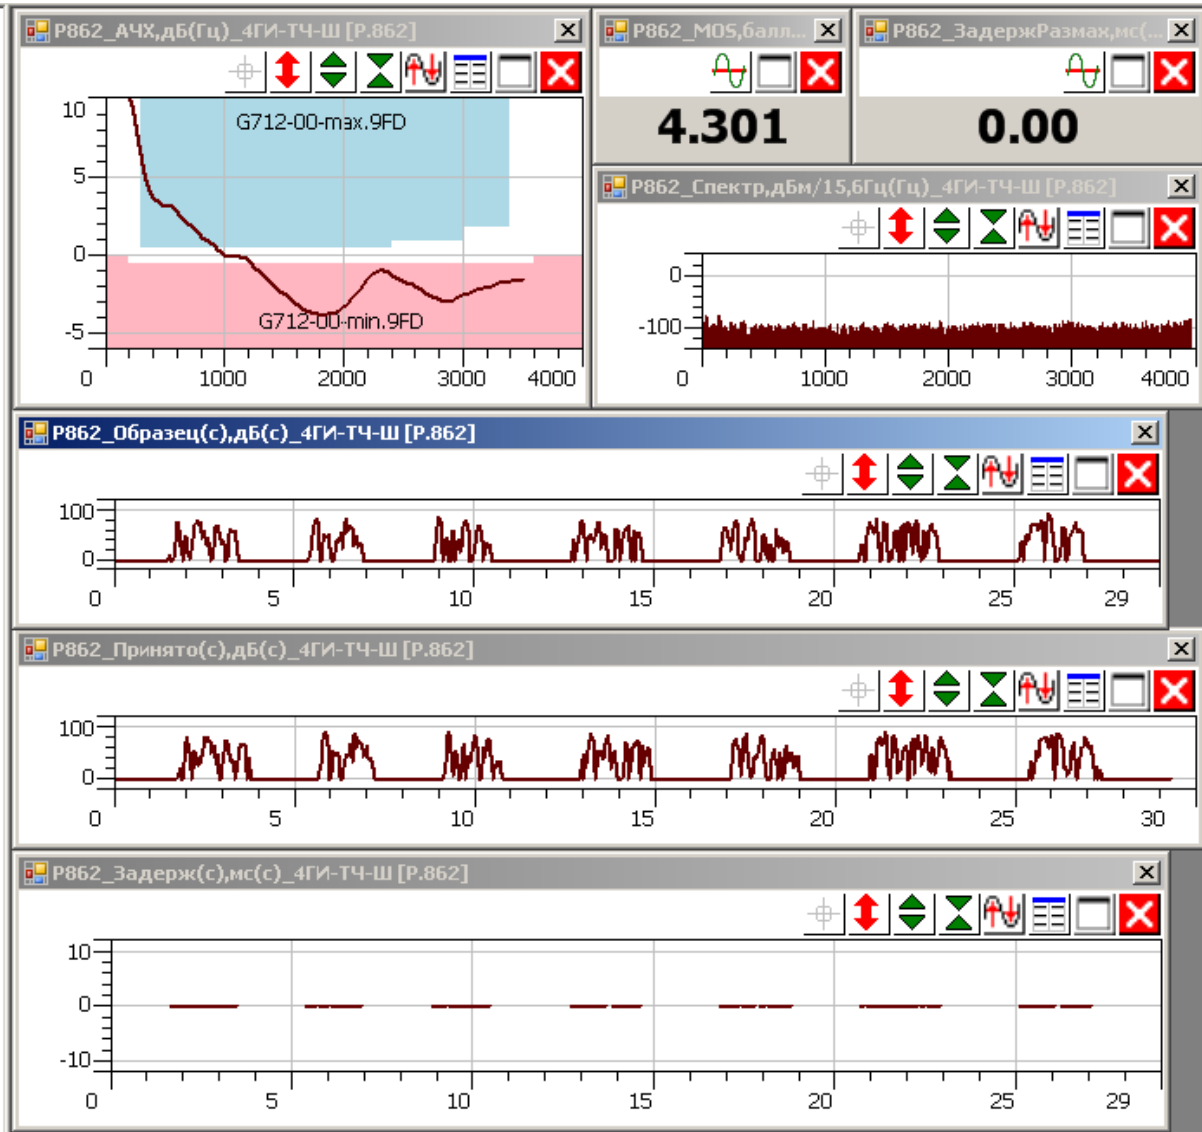 P862_АЧХ,дБ(Гц)_4ГИ-ТЧ-Ш [P.862]
10
5
0
-5
G712-00-max.9FD
G712-00-min.9FD
0 1000 2000 3000 4000
P862_MOS,балл...
4.301
P862_ЗадержРазмах,мс(...
0.00
P862_Спектр,дБм/15,6Гц(Гц)_4ГИ-ТЧ-Ш [P.862]
0
-100
0 1000 2000 3000 4000
P862_Образец(с),дБ(с)_4ГИ-ТЧ-Ш [P.862]
100
0
0 5 10 15 20 25 29
P862_Принято(с),дБ(с)_4ГИ-ТЧ-Ш [P.862]
100
0
0 5 10 15 20 25 30
P862_Задерж(с),мс(с)_4ГИ-ТЧ-Ш [P.862]
10
0
-10
0 5 10 15 20 25 29